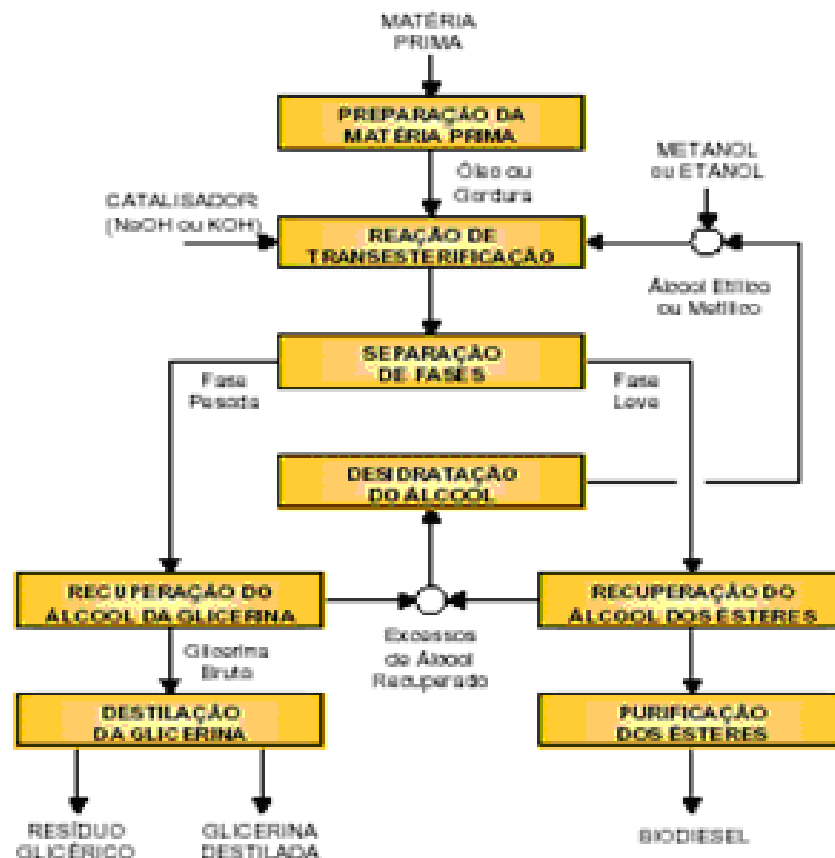 MATÉRIA
PRIMA
PREPARAÇÃO DA
MATÉRIA PRIMA
Óleo ou
Gordura
METANOL
ou ETANOL
CATALISADOR
(NaOH ou KOH)
REAÇÃO DE
TRANSESTERIFICAÇÃO
Álcool Etílico
ou Metílico
SEPARAÇÃO
DE FASES
Fase
Pesada
Fase
Leve
DESIDRATAÇÃO
DO ÁLCOOL
RECUPERAÇÃO DO
ÁLCOOL DA GLICERINA
RECUPERAÇÃO DO
ÁLCOOL DOS ÉSTERES
Excessos
de Álcool
Recuperado
Glicerina
Bruta
DESTILAÇÃO
DA GLICERINA
PURIFICAÇÃO
DOS ÉSTERES
RESÍDUO
GLICÉRICO
GLICERINA
DESTILADA
BIODIESEL